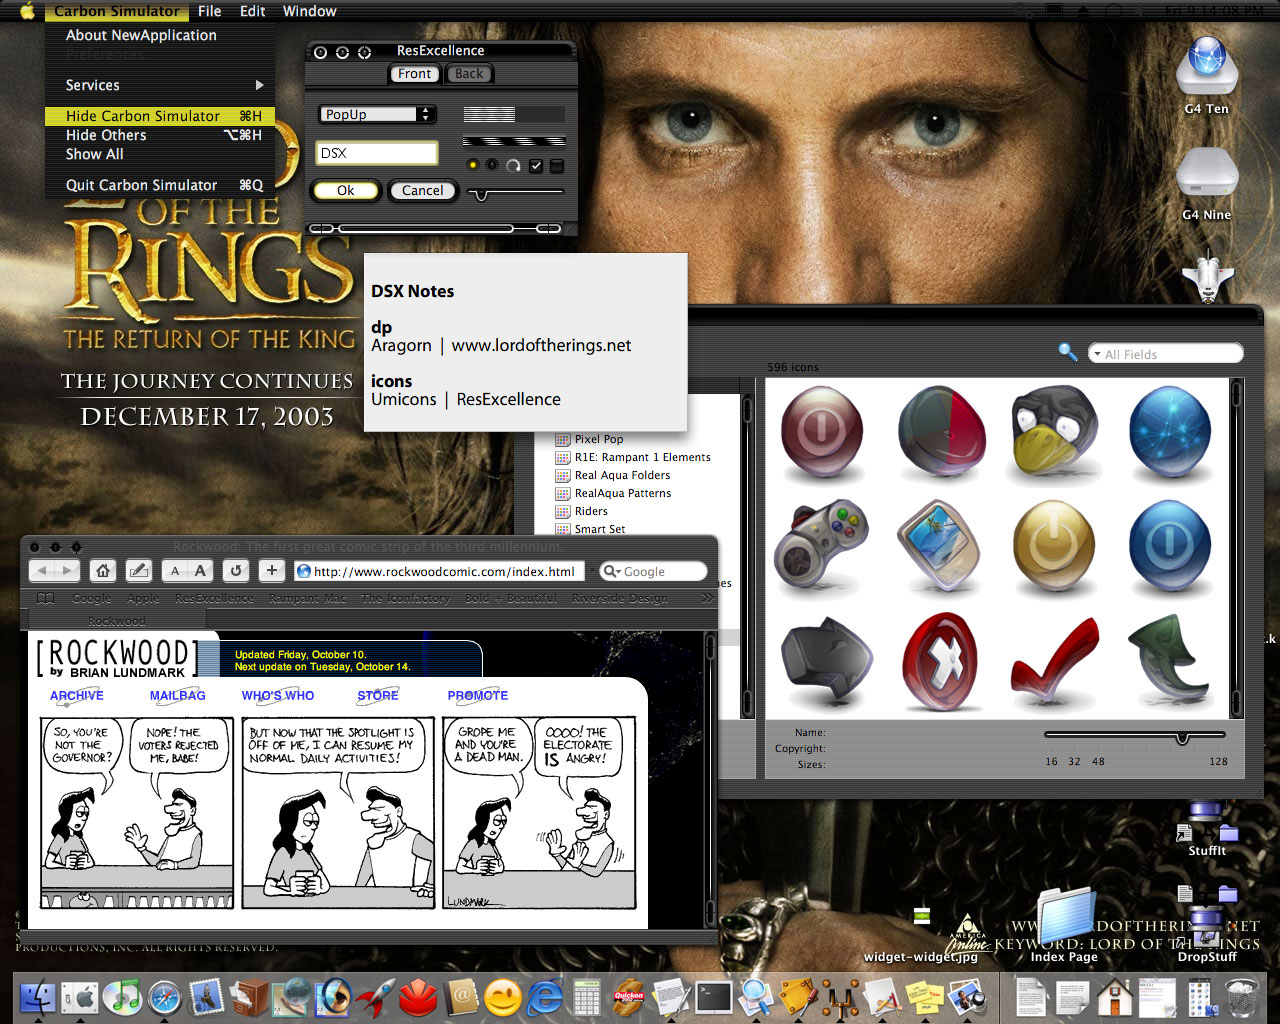 Carbon Simulator File Edit Window
Fri 9:14:08 PM
About NewApplication
Preferences...
Services
Hide Carbon Simulator ⌘H
Hide Others ⌥⌘H
Show All
Quit Carbon Simulator ⌘Q
ResExcellence
Front Back
PopUp
DSX
Ok Cancel
G4 Ten
G4 Nine
OF THE
RINGS
THE RETURN OF THE KING
THE JOURNEY CONTINUES
DECEMBER 17, 2003
DSX Notes
dp
Aragorn | www.lordoftherings.net
icons
Umicons | ResExcellence
596 icons
All Fields
Pixel Pop
R1E: Rampant 1 Elements
Real Aqua Folders
RealAqua Patterns
Riders
Smart Set
Name:
Copyright:
Sizes:
16 32 48 128
Rockwood: The first great comic strip of the third millennium.
A A
http://www.rockwoodcomic.com/index.html
Google
Google Apple ResExcellence Rampant Mac The Iconfactory Bold + Beautiful Riverside Design
Rockwood
[ROCKWOOD]
by BRIAN LUNDMARK
Updated Friday, October 10.
Next update on Tuesday, October 14.
ARCHIVE MAILBAG WHO'S WHO STORE PROMOTE
SO, YOU'RE
NOT THE
GOVERNOR?
NOPE! THE
VOTERS REJECTED
ME, BABE!
BUT NOW THAT THE SPOTLIGHT IS
OFF OF ME, I CAN RESUME MY
NORMAL DAILY ACTIVITIES!
GROPE ME
AND YOU'RE
A DEAD MAN.
OOOO! THE
ELECTORATE
IS ANGRY!
LUNDMARK
PRODUCTIONS, INC. ALL RIGHTS RESERVED.
StuffIt
AMERICA
Online
KEYWORD: LORD OF THE RINGS
widget-widget.jpg
Index Page
DropStuff
Quicken